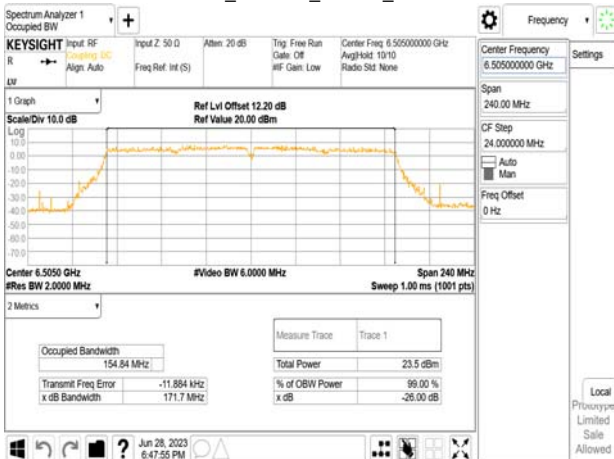 Spectrum Analyzer 1
Occupied BW
Frequency
KEYSIGHT
R
Input: RF
Coupling: DC
Align: Auto
Input Z: 50 Ω
Freq Ref: Int (S)
Atten: 20 dB
Trig: Free Run
Gate: Off
#IF Gain: Low
Center Freq: 6.505000000 GHz
Avg|Hold: 10/10
Radio Std: None
1 Graph
Scale/Div 10.0 dB
Ref Lvl Offset 12.20 dB
Ref Value 20.00 dBm
Log
10.0
0.00
-10.0
-20.0
-30.0
-40.0
-50.0
-60.0
-70.0
Center 6.5050 GHz
#Res BW 2.0000 MHz
#Video BW 6.0000 MHz
Span 240 MHz
Sweep 1.00 ms (1001 pts)
2 Metrics
Measure Trace
Trace 1
Occupied Bandwidth
154.84 MHz
Total Power
23.5 dBm
Transmit Freq Error
-11.884 kHz
% of OBW Power
99.00 %
x dB Bandwidth
171.7 MHz
x dB
-26.00 dB
Jun 28, 2023
6:47:55 PM
Center Frequency
6.505000000 GHz
Settings
Span
240.00 MHz
CF Step
24.000000 MHz
Auto
Man
Freq Offset
0 Hz
Local
Prototype
Limited
Sale
Allowed